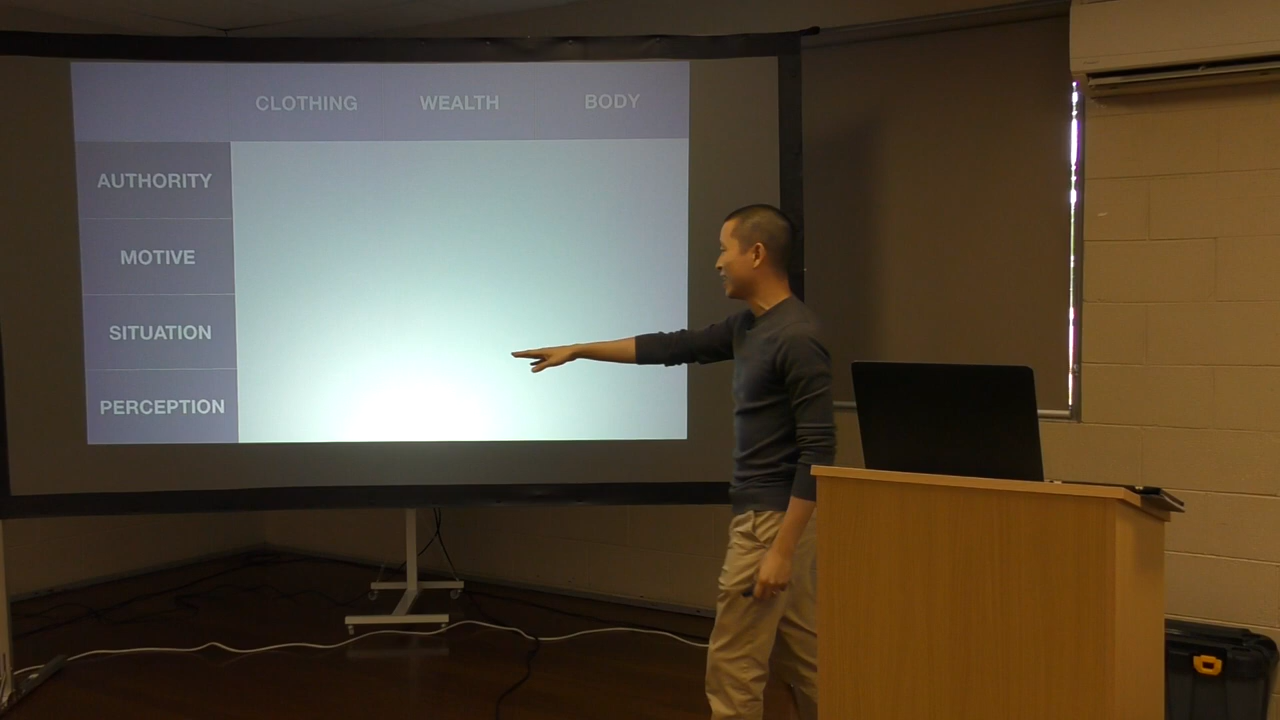 CLOTHING WEALTH BODY
AUTHORITY
MOTIVE
SITUATION
PERCEPTION